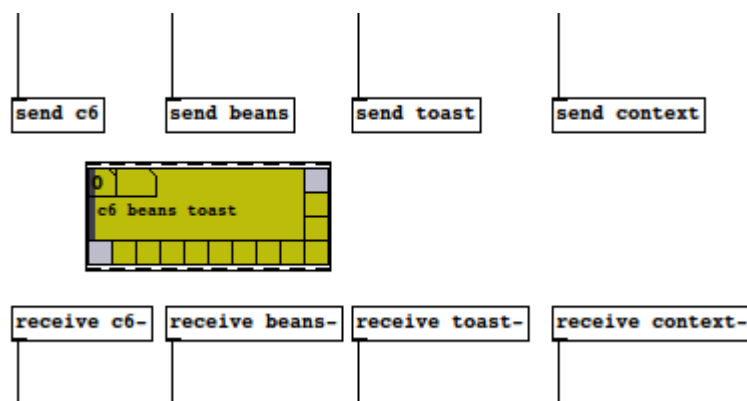 send c6
send beans
send toast
send context
0
c6 beans toast
receive c6-
receive beans-
receive toast-
receive context-